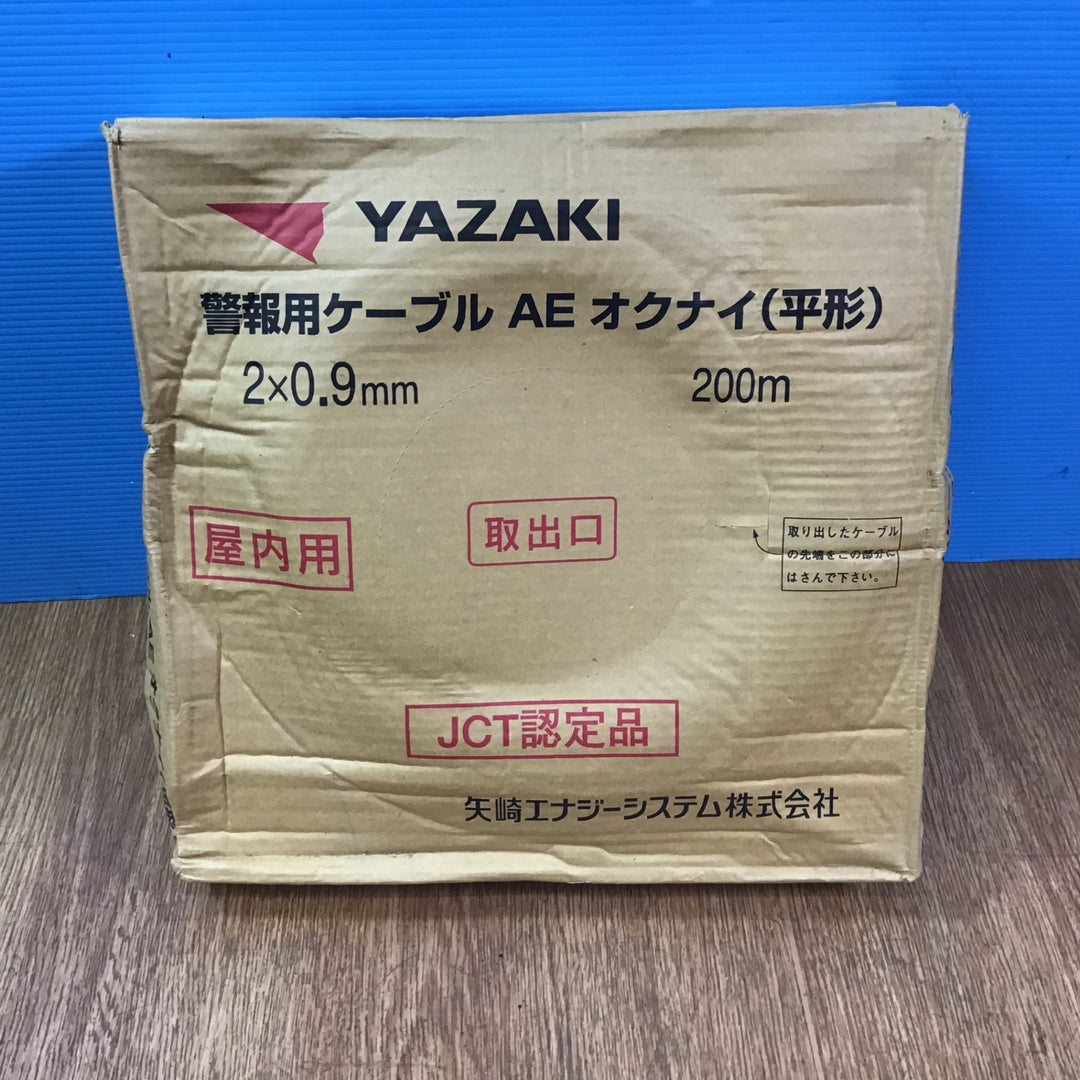 YAZAKI
警報用ケーブル AE オクナイ(平形)
2×0.9mm 200m
屋内用
取出口
取り出したケーブル
の先端をこの部分に
はさんで下さい。
JCT認定品
矢崎エナジーシステム株式会社